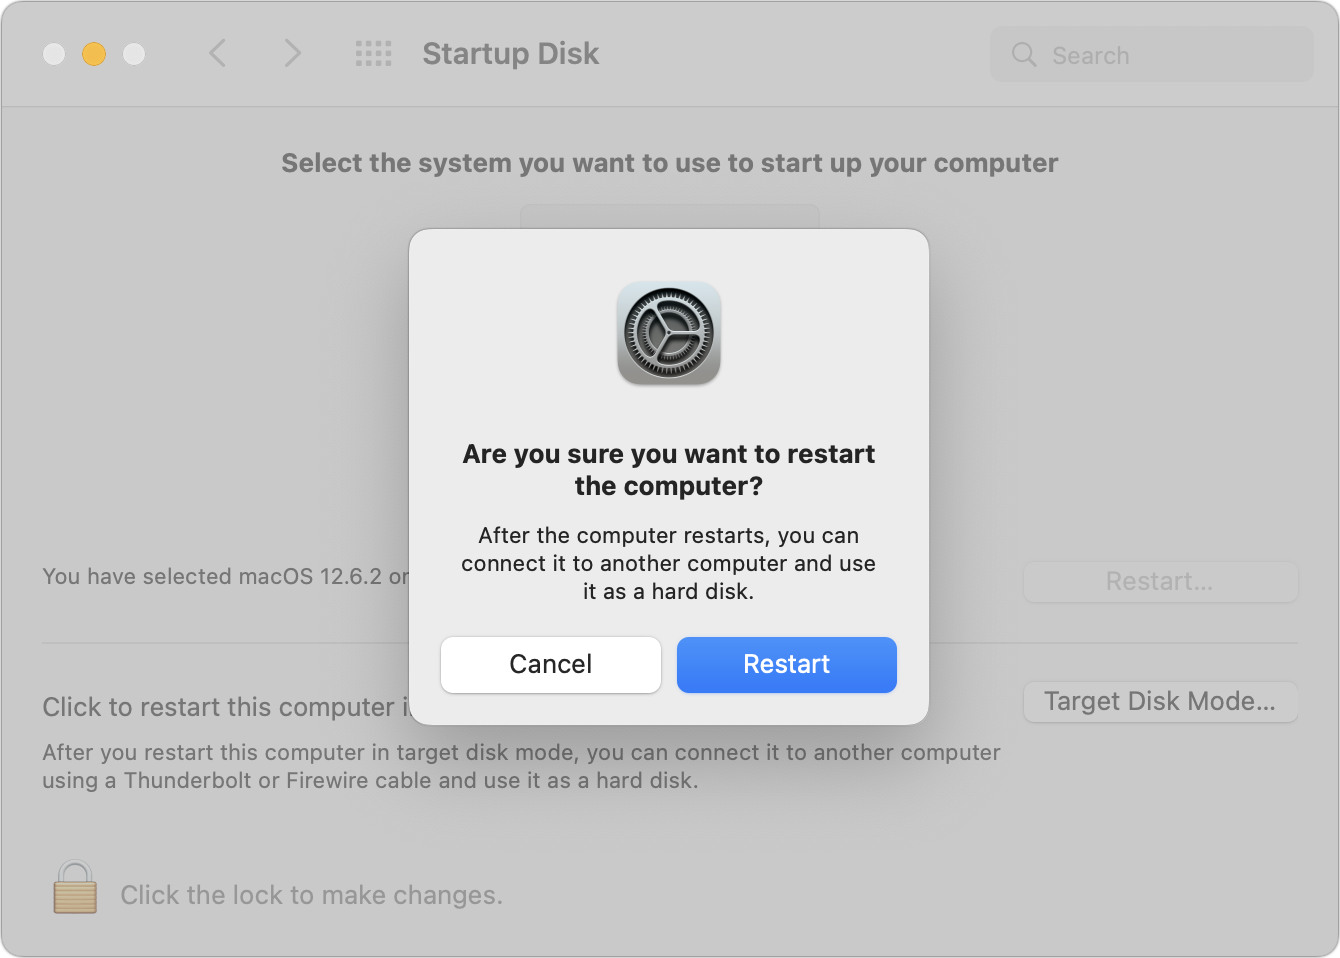 Startup Disk
Search
Select the system you want to use to start up your computer
Are you sure you want to restart
the computer?
After the computer restarts, you can
connect it to another computer and use
it as a hard disk.
Cancel
Restart
You have selected macOS 12.6.2
Restart...
Click to restart this computer
Target Disk Mode...
After you restart this computer in target disk mode, you can connect it to another computer
using a Thunderbolt or Firewire cable and use it as a hard disk.
Click the lock to make changes.